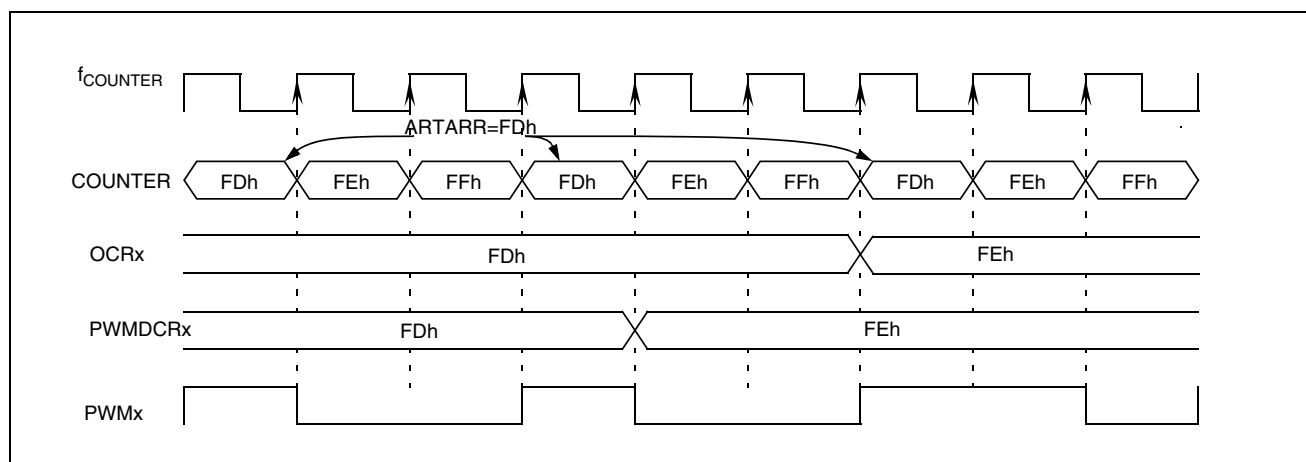 fCOUNTER
ARTARR=FDh
COUNTER FDh FEh FFh FDh FEh FFh FDh FEh FFh
OCRx FDh FEh
PWMDCRx FDh FEh
PWMx